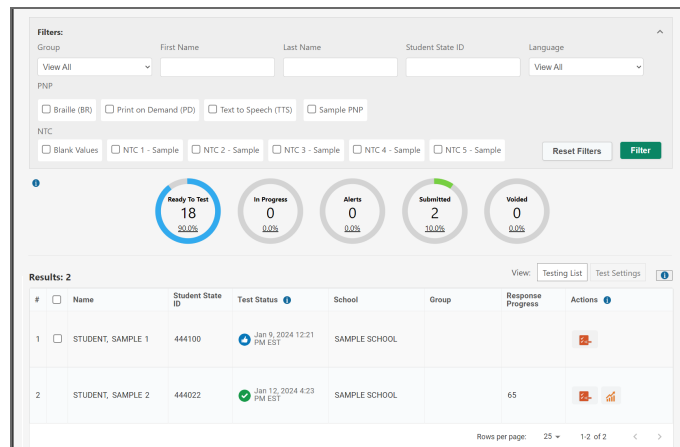 Filters:
Group First Name Last Name Student State ID Language
View All View All
PNP
Braille (BR) Print on Demand (PD) Text to Speech (TTS) Sample PNP
NTC
Blank Values NTC 1 - Sample NTC 2 - Sample NTC 3 - Sample NTC 4 - Sample NTC 5 - Sample Reset Filters Filter
Ready To Test In Progress Alerts Submitted Voided
18 0 0 2 0
90.0% 0.0% 0.0% 10.0% 0.0%
Results: 2 View: Testing List Test Settings
# Name Student State ID Test Status School Group Response Progress Actions
1 STUDENT, SAMPLE 1 444100 Jan 9, 2024 12:21 PM EST SAMPLE SCHOOL
2 STUDENT, SAMPLE 2 444022 Jan 12, 2024 4:23 PM EST SAMPLE SCHOOL 65
Rows per page: 25 1-2 of 2